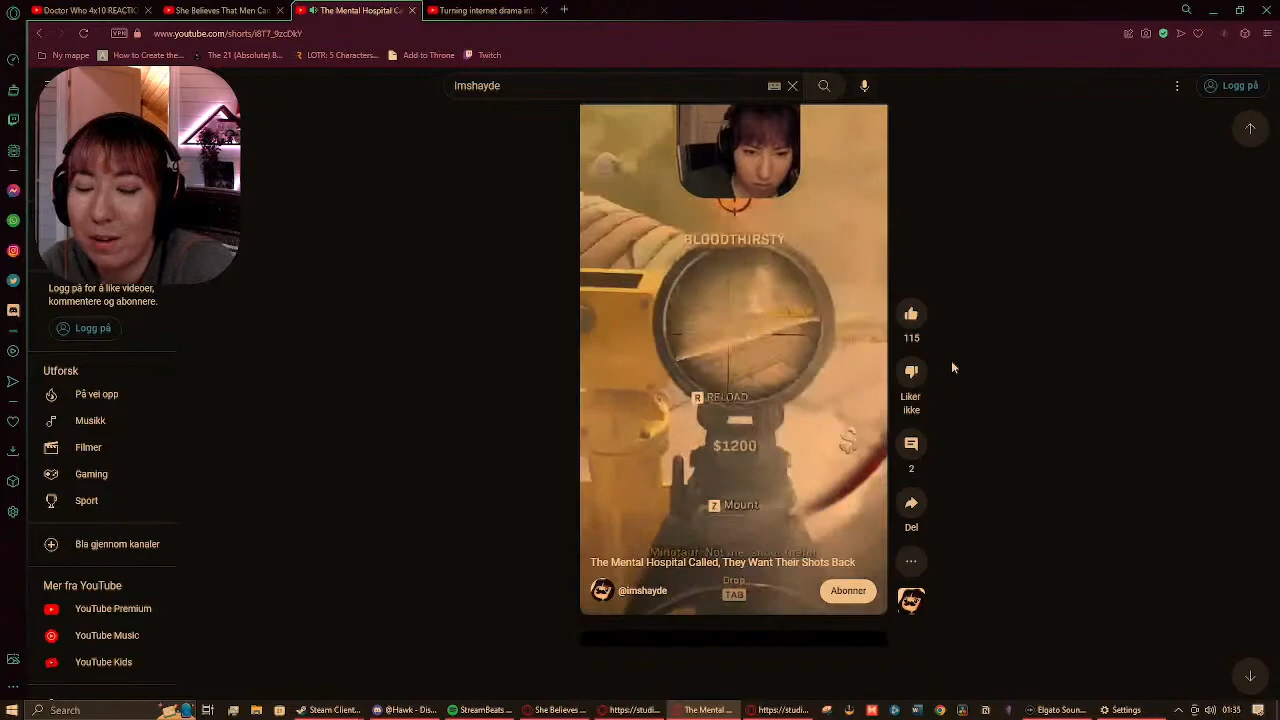 Doctor Who 4x10 REACTIC
She Believes That Men Can
The Mental Hospital C
Turning internet drama int
VPN
www.youtube.com/shorts/i8T7_9zcDkY
Ny mappe
How to Create the...
The 21 (Absolute) B...
LOTR: 5 Characters...
Add to Throne
Twitch
Imshayde
Logg på
BLOODTHIRSTY
R RELOAD
$1200
Z Mount
The Mental Hospital Called, They Want Their Shots Back
Drop
TAB
@imshayde
Abonner
115
Liker
ikke
2
Del
Logg på for å like videoer,
kommentere og abonnere.
Logg på
Utforsk
På vei opp
Musikk
Filmer
Gaming
Sport
Bla gjennom kanaler
Mer fra YouTube
YouTube Premium
YouTube Music
YouTube Kids
Search
Steam Client...
@Hawk - Dis...
StreamBeats ...
She Believes ...
https://studi...
The Mental ...
https://studi...
Elgato Soun...
Settings
00:35